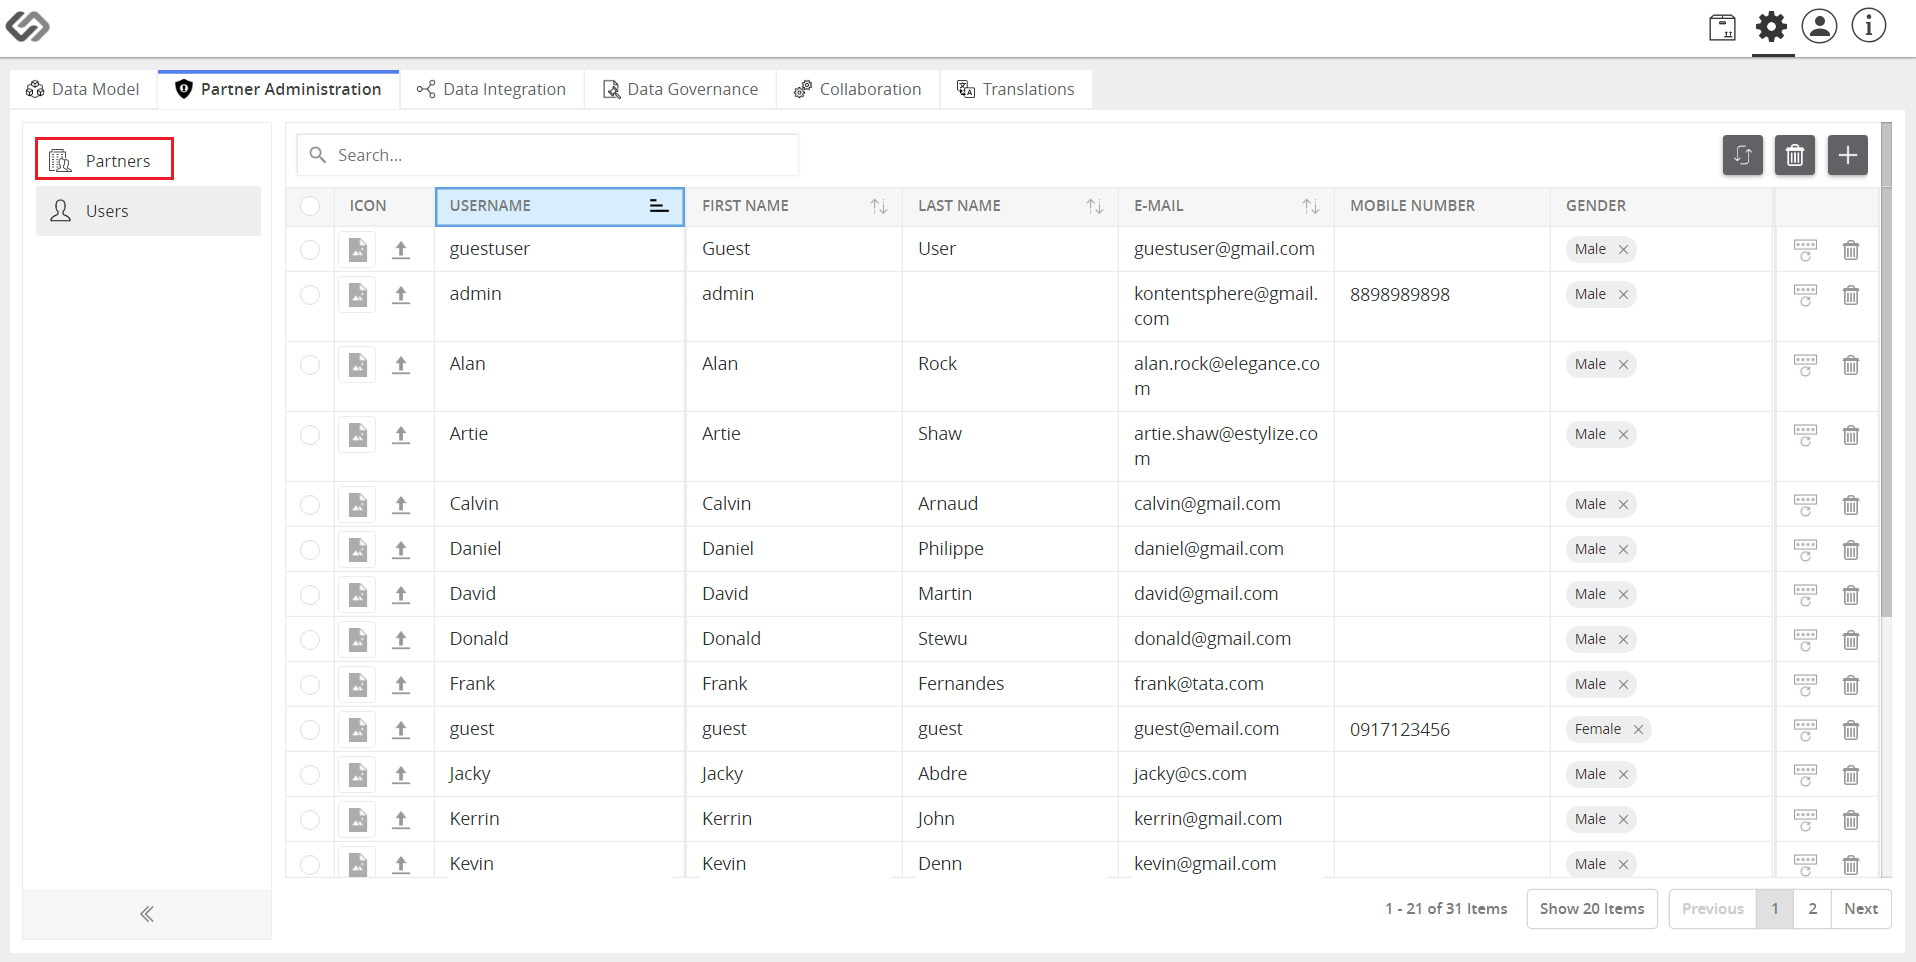 Data Model Partner Administration Data Integration Data Governance Collaboration Translations
Partners
Users
Search...
ICON USERNAME FIRST NAME LAST NAME E-MAIL MOBILE NUMBER GENDER
guestuser Guest User guestuser@gmail.com Male
admin admin kontentsphere@gmail. 8898989898 Male
com
Alan Alan Rock alan.rock@elegance.co Male
m
Artie Artie Shaw artie.shaw@estylize.co Male
m
Calvin Calvin Arnaud calvin@gmail.com Male
Daniel Daniel Philippe daniel@gmail.com Male
David David Martin david@gmail.com Male
Donald Donald Stewu donald@gmail.com Male
Frank Frank Fernandes frank@tata.com Male
guest guest guest guest@email.com 0917123456 Female
Jacky Jacky Abdre jacky@cs.com Male
Kerrin Kerrin John kerrin@gmail.com Male
Kevin Kevin Denn kevin@gmail.com Male
1 - 21 of 31 Items Show 20 Items Previous 1 2 Next